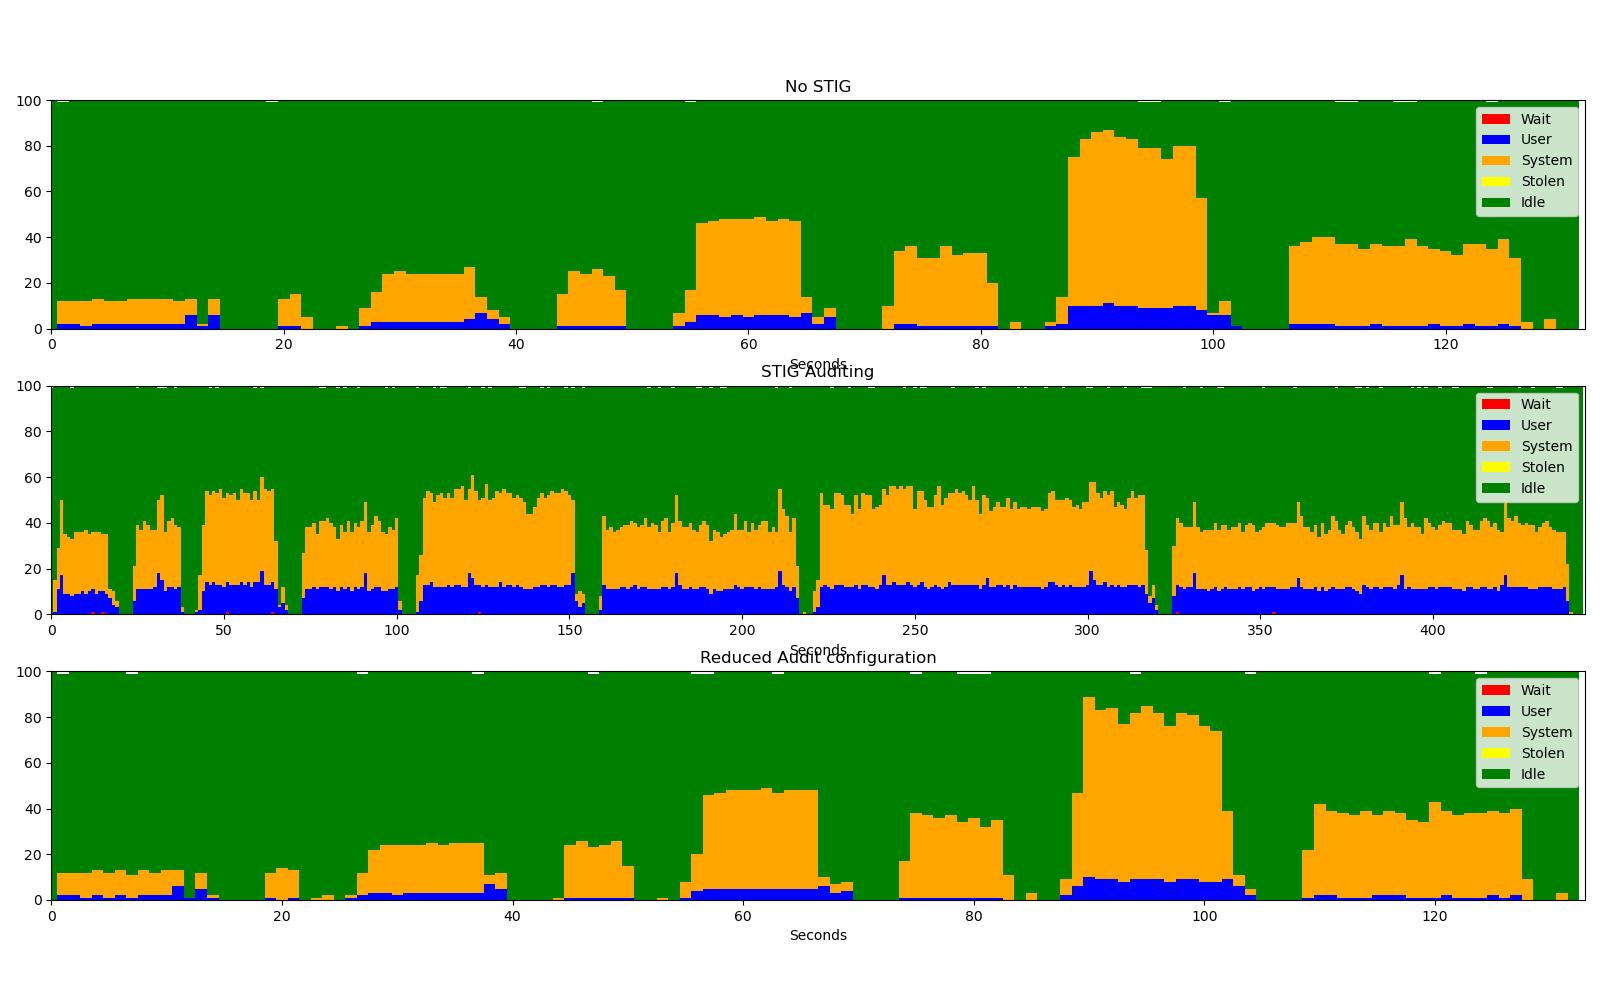 No STIG
100
80
60
40
20
0
Wait
User
System
Stolen
Idle
0 20 40 60 80 100 120
Seconds
STIG Auditing
100
80
60
40
20
0
Wait
User
System
Stolen
Idle
0 50 100 150 200 250 300 350 400
Seconds
Reduced Audit configuration
100
80
60
40
20
0
Wait
User
System
Stolen
Idle
0 20 40 60 80 100 120
Seconds